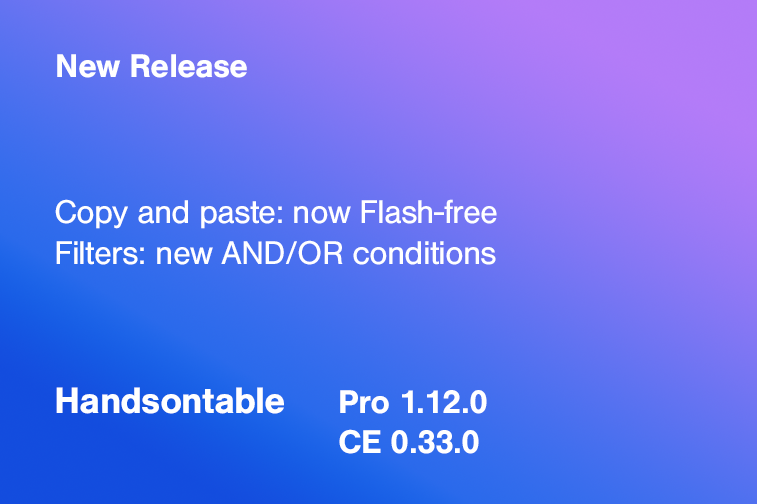 New Release
Copy and paste: now Flash-free
Filters: new AND/OR conditions
Handsontable
Pro 1.12.0
CE 0.33.0